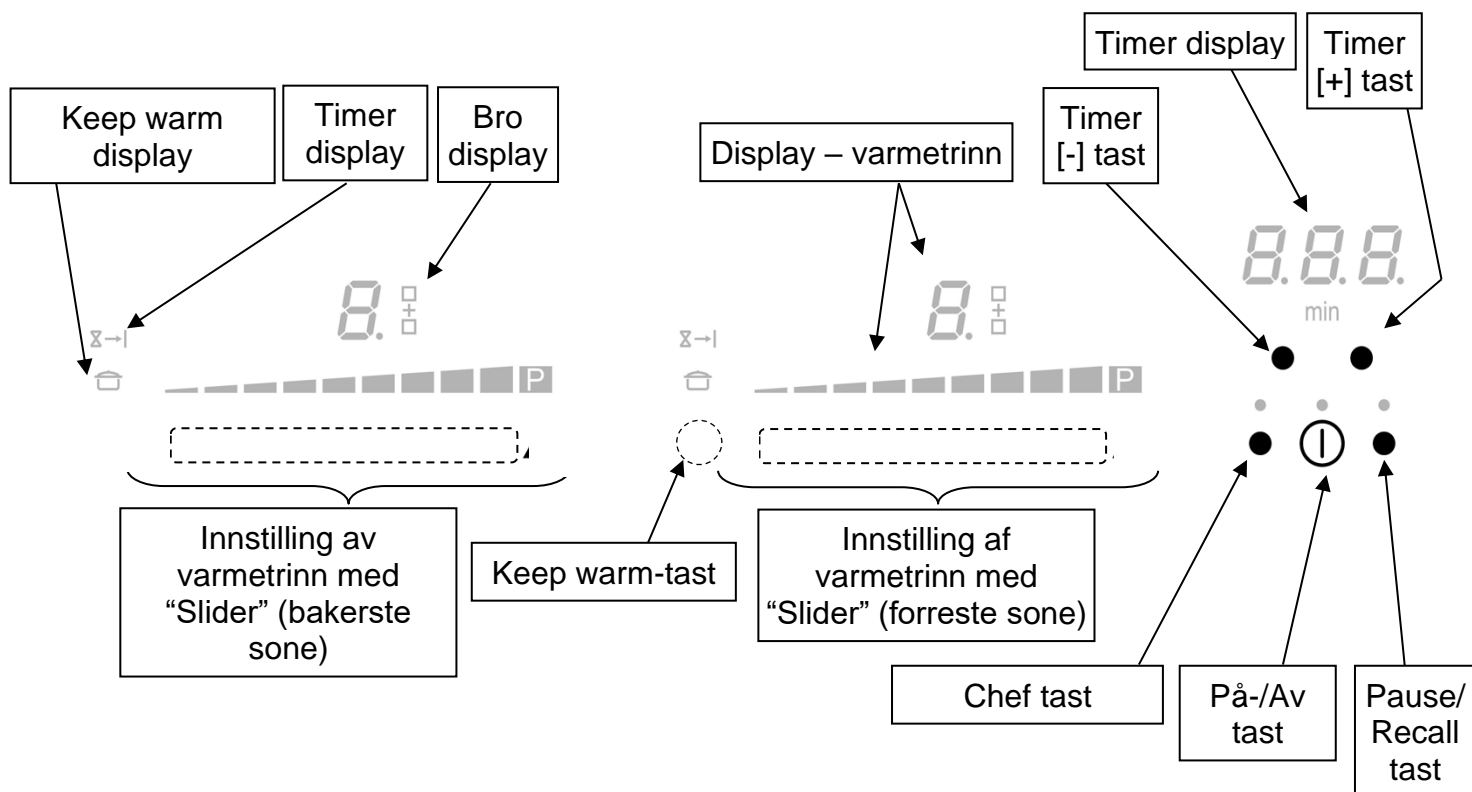 Timer display
Timer
[+] tast
Keep warm
display
Timer
display
Bro
display
Display – varmetrinn
Timer
[-] tast
8.
8.
8.8.8.
min
P
P
Innstilling av
varmetrinn med
“Slider” (bakerste
sone)
Keep warm-tast
Innstilling af
varmetrinn med
“Slider” (forreste sone)
Chef tast
På-/Av
tast
Pause/
Recall
tast